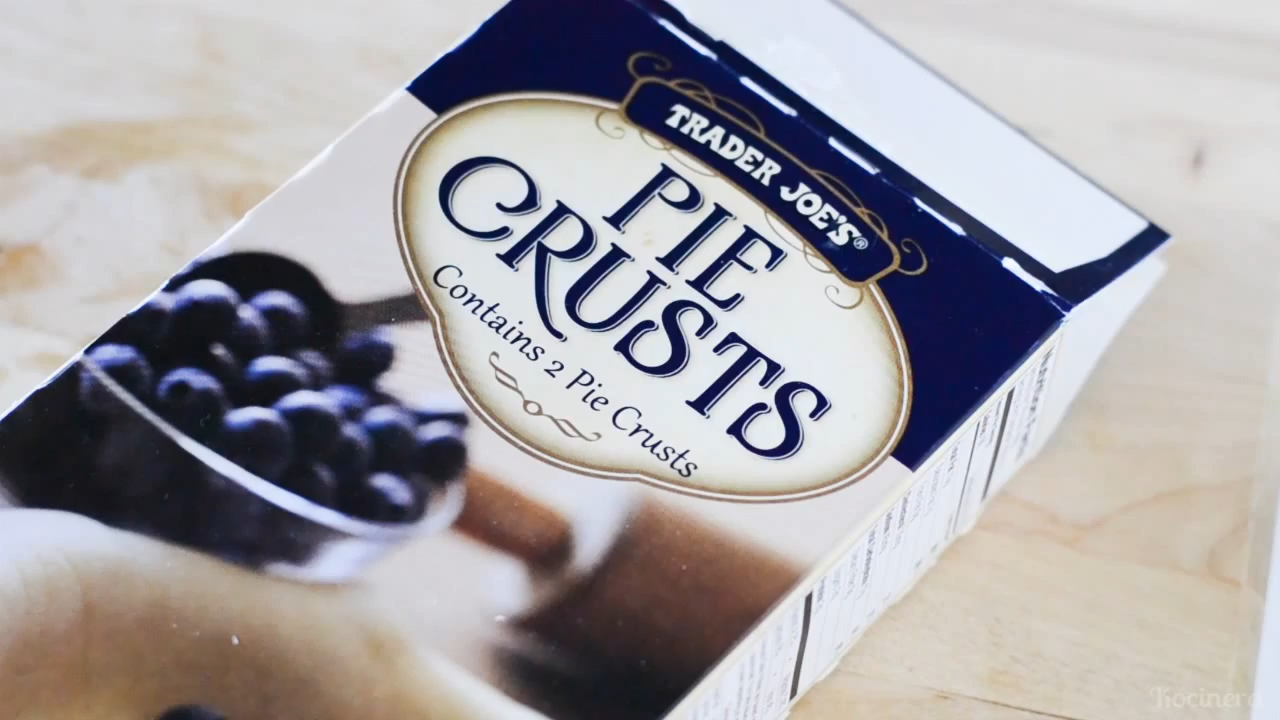 TRADER JOE'S®
PIE
CRUSTS
Contains 2 Pie Crusts
Kocinera